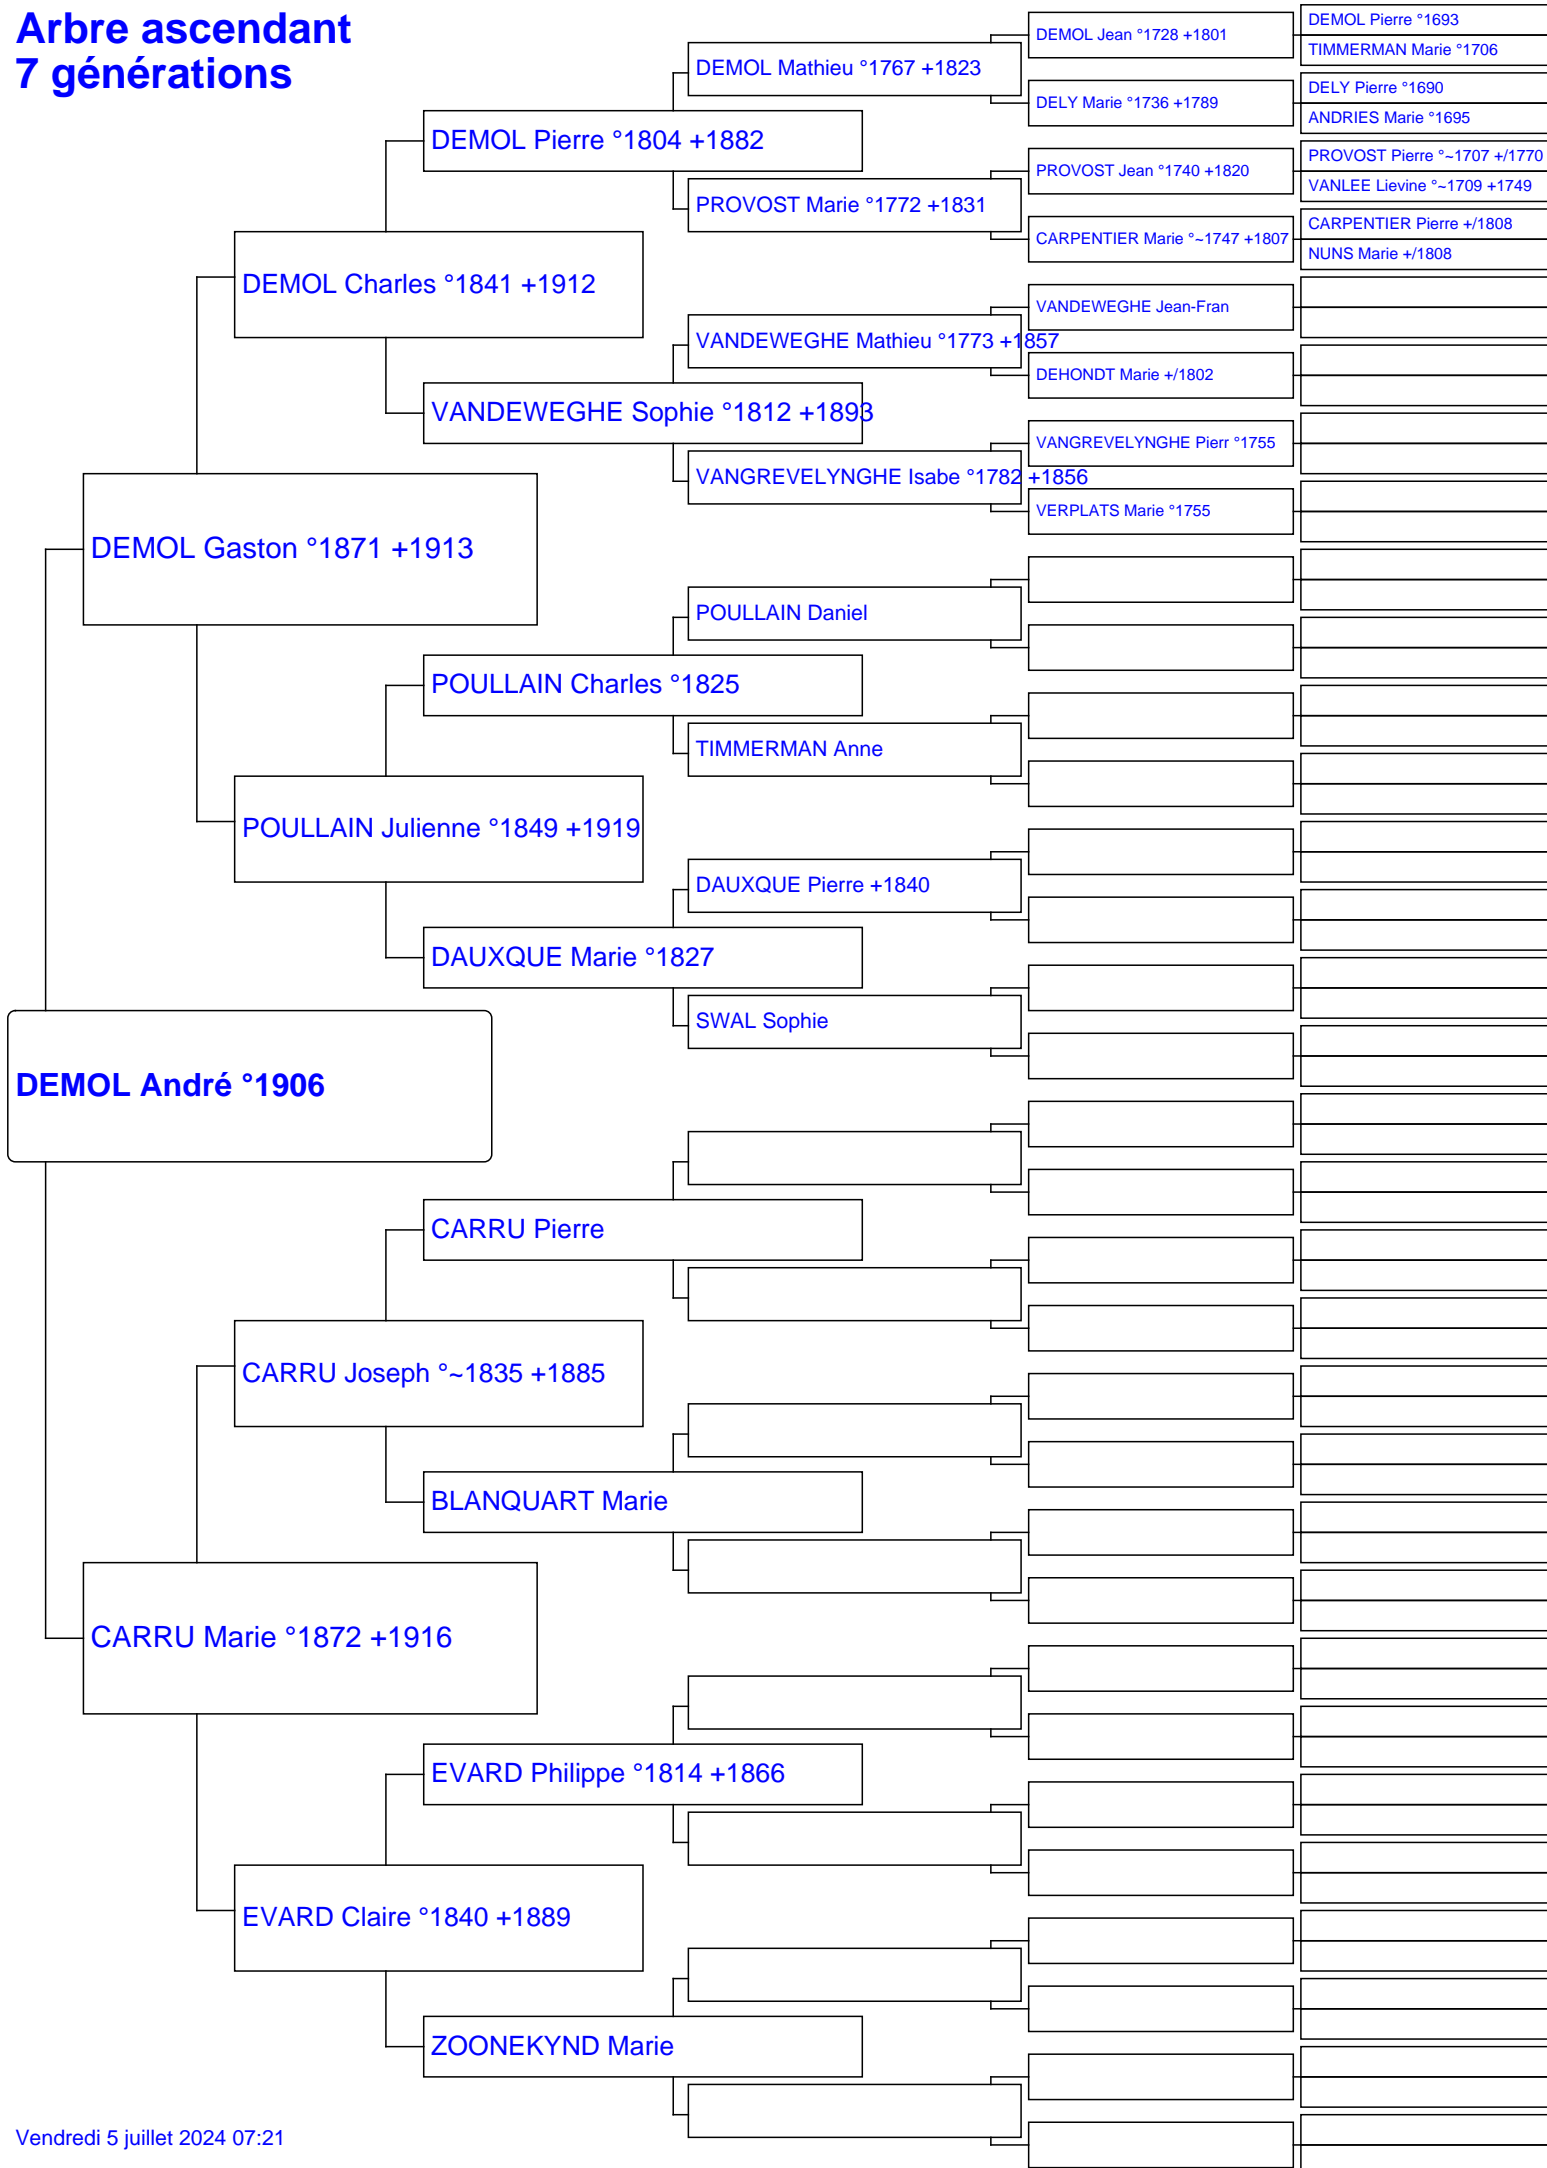 Arbre ascendant
7 générations
DEMOL Pierre °1693
DEMOL Jean °1728 +1801
TIMMERMAN Marie °1706
DEMOL Mathieu °1767 +1823
DELY Pierre °1690
DELY Marie °1736 +1789
ANDRIES Marie °1695
DEMOL Pierre °1804 +1882
PROVOST Pierre °~1707 +/1770
PROVOST Jean °1740 +1820
VANLEE Lievine °~1709 +1749
PROVOST Marie °1772 +1831
CARPENTIER Pierre +/1808
CARPENTIER Marie °~1747 +1807
NUNS Marie +/1808
DEMOL Charles °1841 +1912
VANDEWEGHE Jean-Fran
VANDEWEGHE Mathieu °1773 +1857
DEHONDT Marie +/1802
VANDEWEGHE Sophie °1812 +1893
VANGREVELYNGHE Pierr °1755
VANGREVELYNGHE Isabe °1782 +1856
VERPLATS Marie °1755
DEMOL Gaston °1871 +1913
POULLAIN Daniel
POULLAIN Charles °1825
TIMMERMAN Anne
POULLAIN Julienne °1849 +1919
DAUXQUE Pierre +1840
DAUXQUE Marie °1827
SWAL Sophie
DEMOL André °1906
CARRU Pierre
CARRU Joseph °~1835 +1885
BLANQUART Marie
CARRU Marie °1872 +1916
EVARD Philippe °1814 +1866
EVARD Claire °1840 +1889
ZOONEKYND Marie
Vendredi 5 juillet 2024 07:21